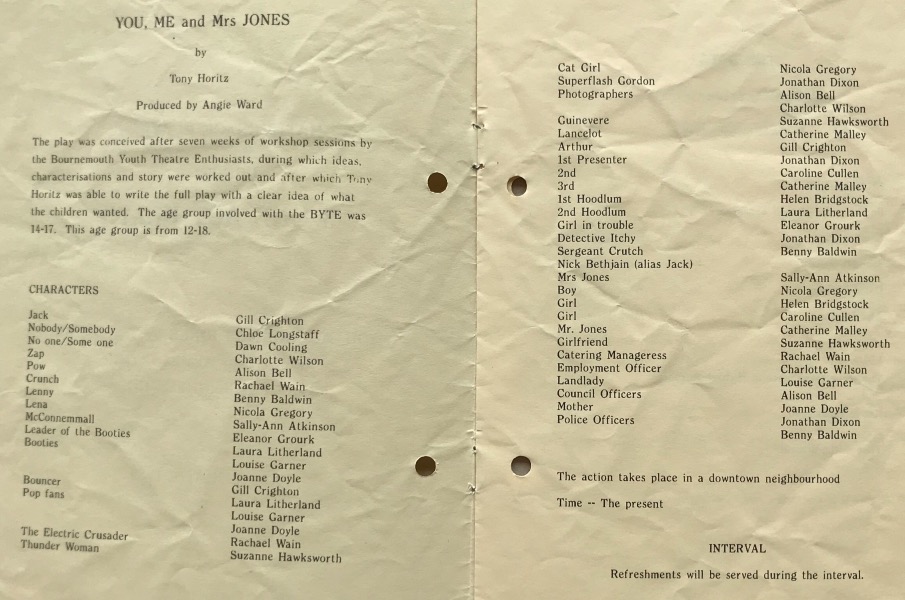 YOU, ME and Mrs JONES
by
Tony Horitz
Produced by Angie Ward
The play was conceived after seven weeks of workshop sessions by
the Bournemouth Youth Theatre Enthusiasts, during which ideas,
characterisations and story were worked out and after which Tony
Horitz was able to write the full play with a clear idea of what
the children wanted. The age group involved with the BYTE was
14-17. This age group is from 12-18.
CHARACTERS
Jack Gill Crighton
Nobody/Somebody Chloe Longstaff
No one/Some one Dawn Cooling
Zap Charlotte Wilson
Pow Alison Bell
Crunch Rachael Wain
Lenny Benny Baldwin
Lena Nicola Gregory
McConnemmall Sally-Ann Atkinson
Leader of the Booties Eleanor Grourk
Booties Laura Litherland
Louise Garner
Joanne Doyle
Bouncer Gill Crighton
Pop fans Laura Litherland
Louise Garner
Joanne Doyle
The Electric Crusader Rachael Wain
Thunder Woman Suzanne Hawksworth
Cat Girl Nicola Gregory
Superflash Gordon Jonathan Dixon
Photographers Alison Bell
Charlotte Wilson
Guinevere Suzanne Hawksworth
Lancelot Catherine Malley
Arthur Gill Crighton
1st Presenter Jonathan Dixon
2nd Caroline Cullen
3rd Catherine Malley
1st Hoodlum Helen Bridgstock
2nd Hoodlum Laura Litherland
Girl in trouble Eleanor Grourk
Detective Itchy Jonathan Dixon
Sergeant Crutch Benny Baldwin
Nick Bethjain (alias Jack)
Mrs Jones Sally-Ann Atkinson
Boy Nicola Gregory
Girl Helen Bridgstock
Girl Caroline Cullen
Mr. Jones Catherine Malley
Girlfriend Suzanne Hawksworth
Catering Manageress Rachael Wain
Employment Officer Charlotte Wilson
Landlady Louise Garner
Council Officers Alison Bell
Mother Joanne Doyle
Police Officers Jonathan Dixon
Benny Baldwin
The action takes place in a downtown neighbourhood
Time -- The present
INTERVAL
Refreshments will be served during the interval.